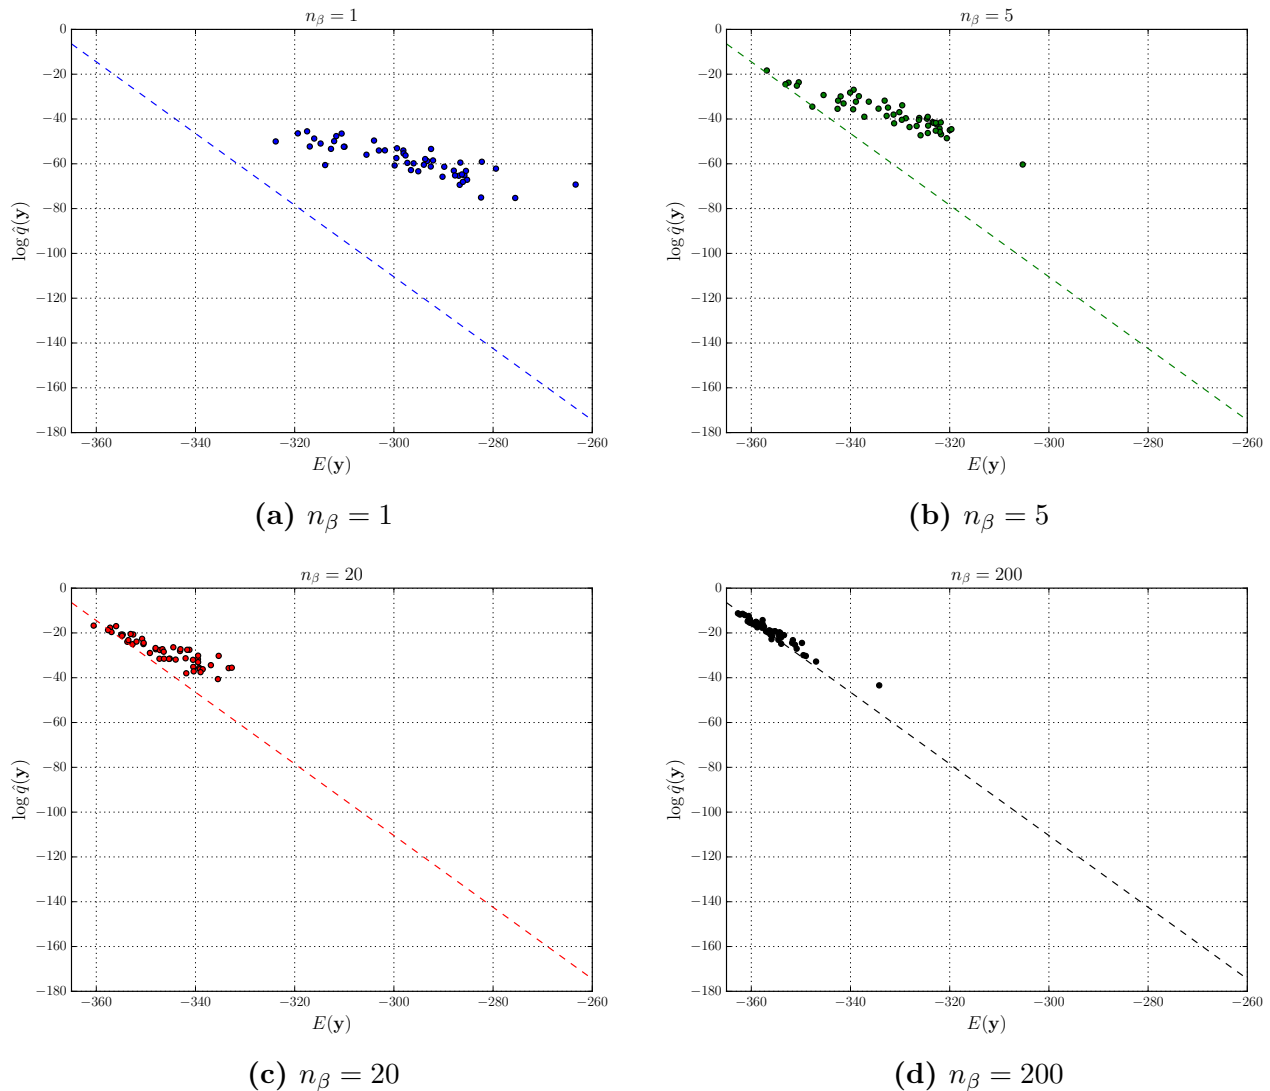 n_β = 1
0
−20
−40
−60
−80
−100
−120
−140
−160
−180
log q̂(y)
−360 −340 −320 −300 −280 −260
E(y)
(a) n_β = 1
n_β = 5
0
−20
−40
−60
−80
−100
−120
−140
−160
−180
log q̂(y)
−360 −340 −320 −300 −280 −260
E(y)
(b) n_β = 5
n_β = 20
0
−20
−40
−60
−80
−100
−120
−140
−160
−180
log q̂(y)
−360 −340 −320 −300 −280 −260
E(y)
(c) n_β = 20
n_β = 200
0
−20
−40
−60
−80
−100
−120
−140
−160
−180
log q̂(y)
−360 −340 −320 −300 −280 −260
E(y)
(d) n_β = 200